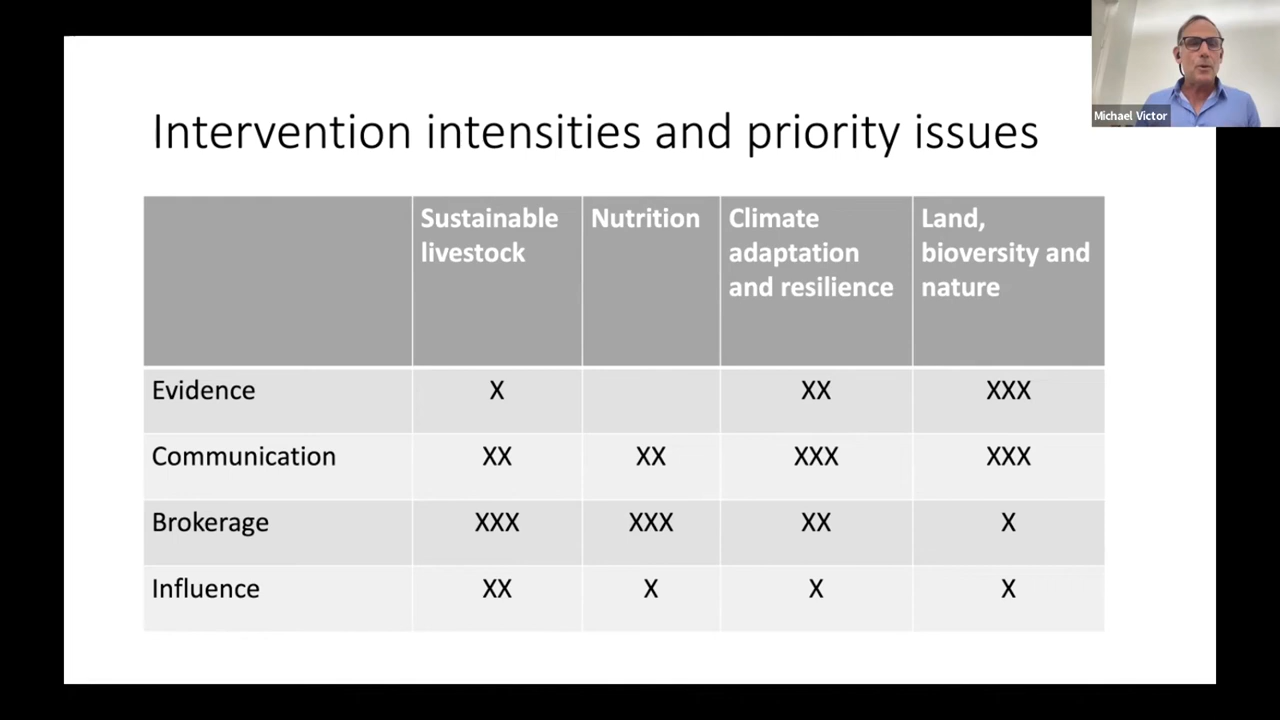 Michael Victor
Intervention intensities and priority issues
Sustainable livestock
Nutrition
Climate adaptation and resilience
Land, bioversity and nature
Evidence X XX XXX
Communication XX XX XXX XXX
Brokerage XXX XXX XX X
Influence XX X X X